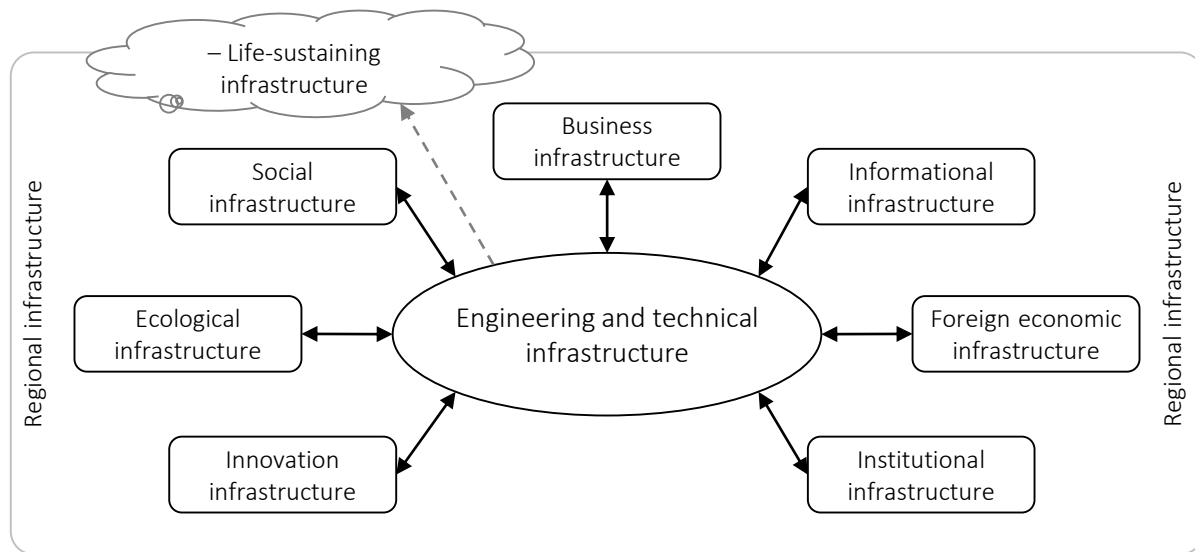 – Life-sustaining
infrastructure
Business
infrastructure
Social
infrastructure
Informational
infrastructure
Regional infrastructure
Regional infrastructure
Engineering and technical
infrastructure
Ecological
infrastructure
Foreign economic
infrastructure
Innovation
infrastructure
Institutional
infrastructure